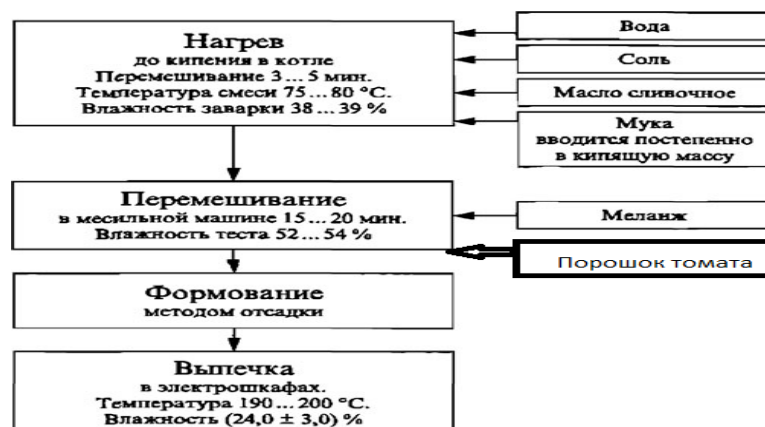 Нагрев
до кипения в котле
Перемешивание 3 ... 5 мин.
Температура смеси 75 ... 80 °C.
Влажность заварки 38 ... 39 %
Вода
Соль
Масло сливочное
Мука
вводится постепенно
в кипящую массу
Перемешивание
в месильной машине 15 ... 20 мин.
Влажность теста 52 ... 54 %
Меланж
Порошок томата
Формование
методом отсадки
Выпечка
в электрошкафах.
Температура 190 ... 200 °C.
Влажность (24,0 ± 3,0) %